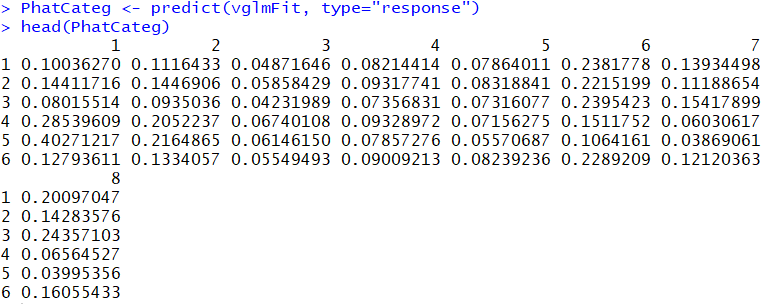 > PhatCateg <- predict(vglmFit, type="response")
> head(PhatCateg)
           1         2          3          4          5         6          7
1 0.10036270 0.1116433 0.04871646 0.08214414 0.07864011 0.2381778 0.13934498
2 0.14411716 0.1446906 0.05858429 0.09317741 0.08318841 0.2215199 0.11188654
3 0.08015514 0.0935036 0.04231989 0.07356831 0.07316077 0.2395423 0.15417899
4 0.28539609 0.2052237 0.06740108 0.09328972 0.07156275 0.1511752 0.06030617
5 0.40271217 0.2164865 0.06146150 0.07857276 0.05570687 0.1064161 0.03869061
6 0.12793611 0.1334057 0.05549493 0.09009213 0.08239236 0.2289209 0.12120363
           8
1 0.20097047
2 0.14283576
3 0.24357103
4 0.06564527
5 0.03995356
6 0.16055433